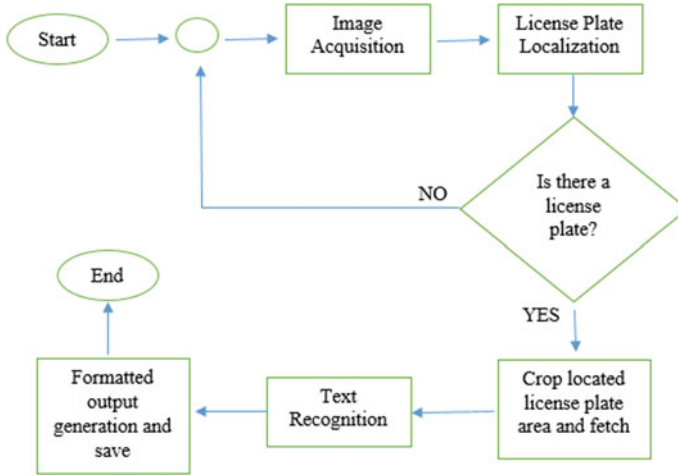 Start
Image
Acquisition
License Plate
Localization
Is there a
license
plate?
NO
YES
Crop located
license plate
area and fetch
Text
Recognition
Formatted
output
generation and
save
End